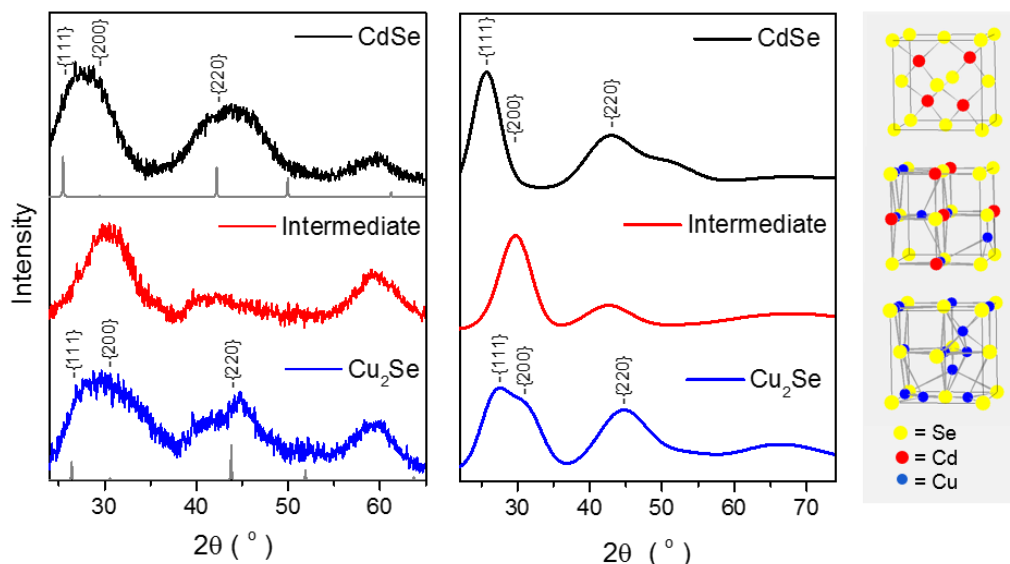 Intensity
-{111}
-{200}
CdSe
-{220}
Intermediate
-{111}
-{200}
-{220}
Cu₂Se
30
40
50
60
2θ ( ° )
-{111}
CdSe
-{200}
-{220}
Intermediate
-{111}
-{200}
-{220}
Cu₂Se
30
40
50
60
70
2θ ( ° )
= Se
= Cd
= Cu